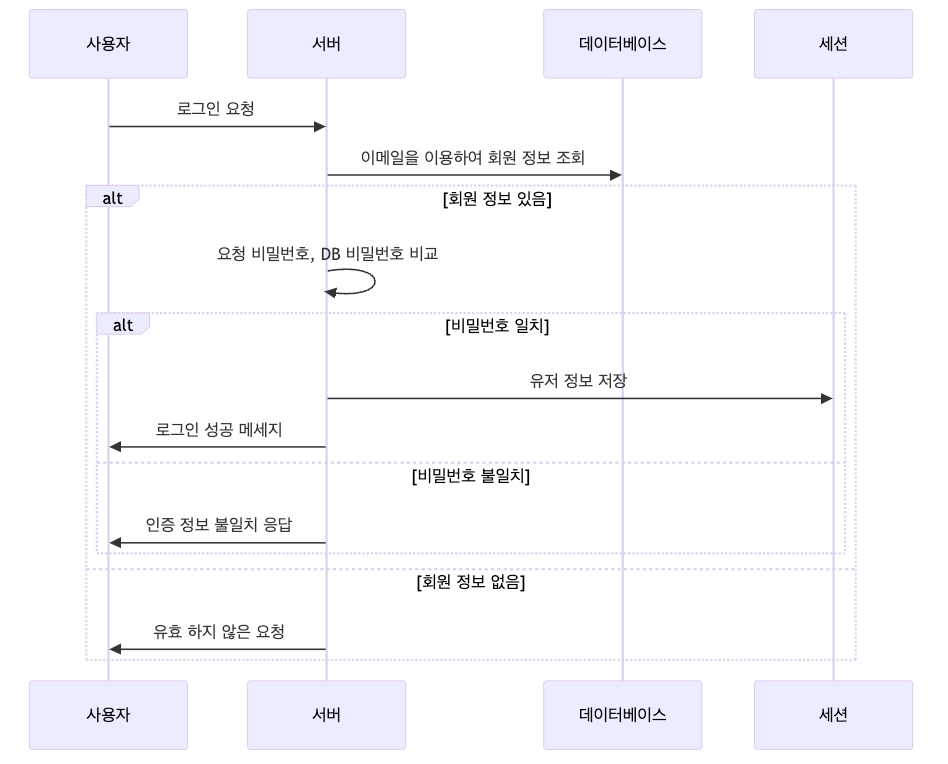 사용자
서버
데이터베이스
세션
로그인 요청
이메일을 이용하여 회원 정보 조회
alt
[회원 정보 있음]
요청 비밀번호, DB 비밀번호 비교
alt
[비밀번호 일치]
유저 정보 저장
로그인 성공 메세지
[비밀번호 불일치]
인증 정보 불일치 응답
[회원 정보 없음]
유효 하지 않은 요청
사용자
서버
데이터베이스
세션